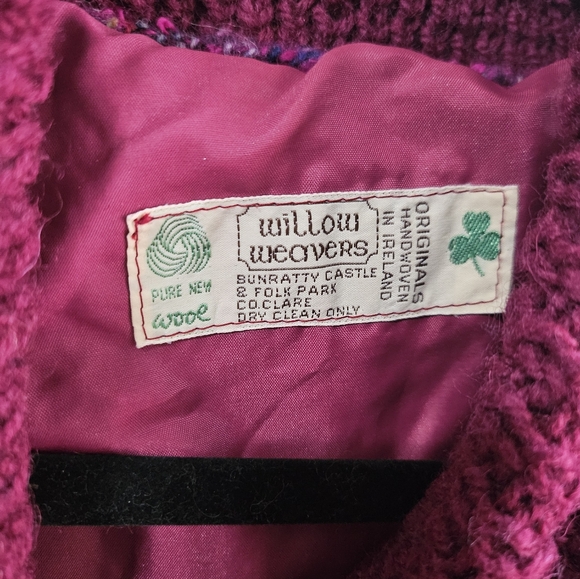 PURE NEW
wool
willow
weavers
BUNRATTY CASTLE
& FOLK PARK
CO.CLARE
DRY CLEAN ONLY
ORIGINALS
HANDWOVEN
IN IRELAND